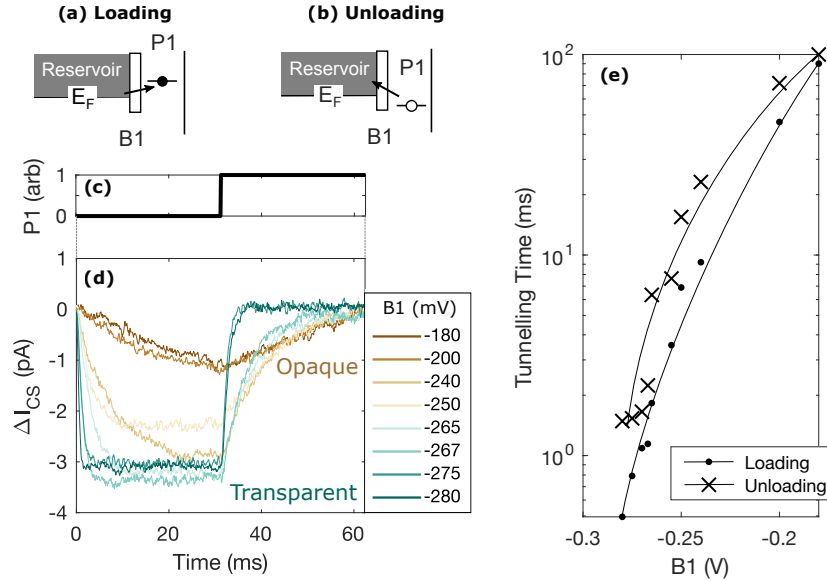 (a) Loading
P1
Reservoir
E_F
B1
(b) Unloading
Reservoir
P1
E_F
B1
(c)
P1 (arb)
1
0
(d)
ΔI_CS (pA)
1
0
-1
-2
-3
-4
0
20
40
60
Time (ms)
Opaque
Transparent
B1 (mV)
-180
-200
-240
-250
-265
-267
-275
-280
(e)
Tunnelling Time (ms)
10^2
10^1
10^0
-0.3
-0.25
-0.2
B1 (V)
Loading
Unloading